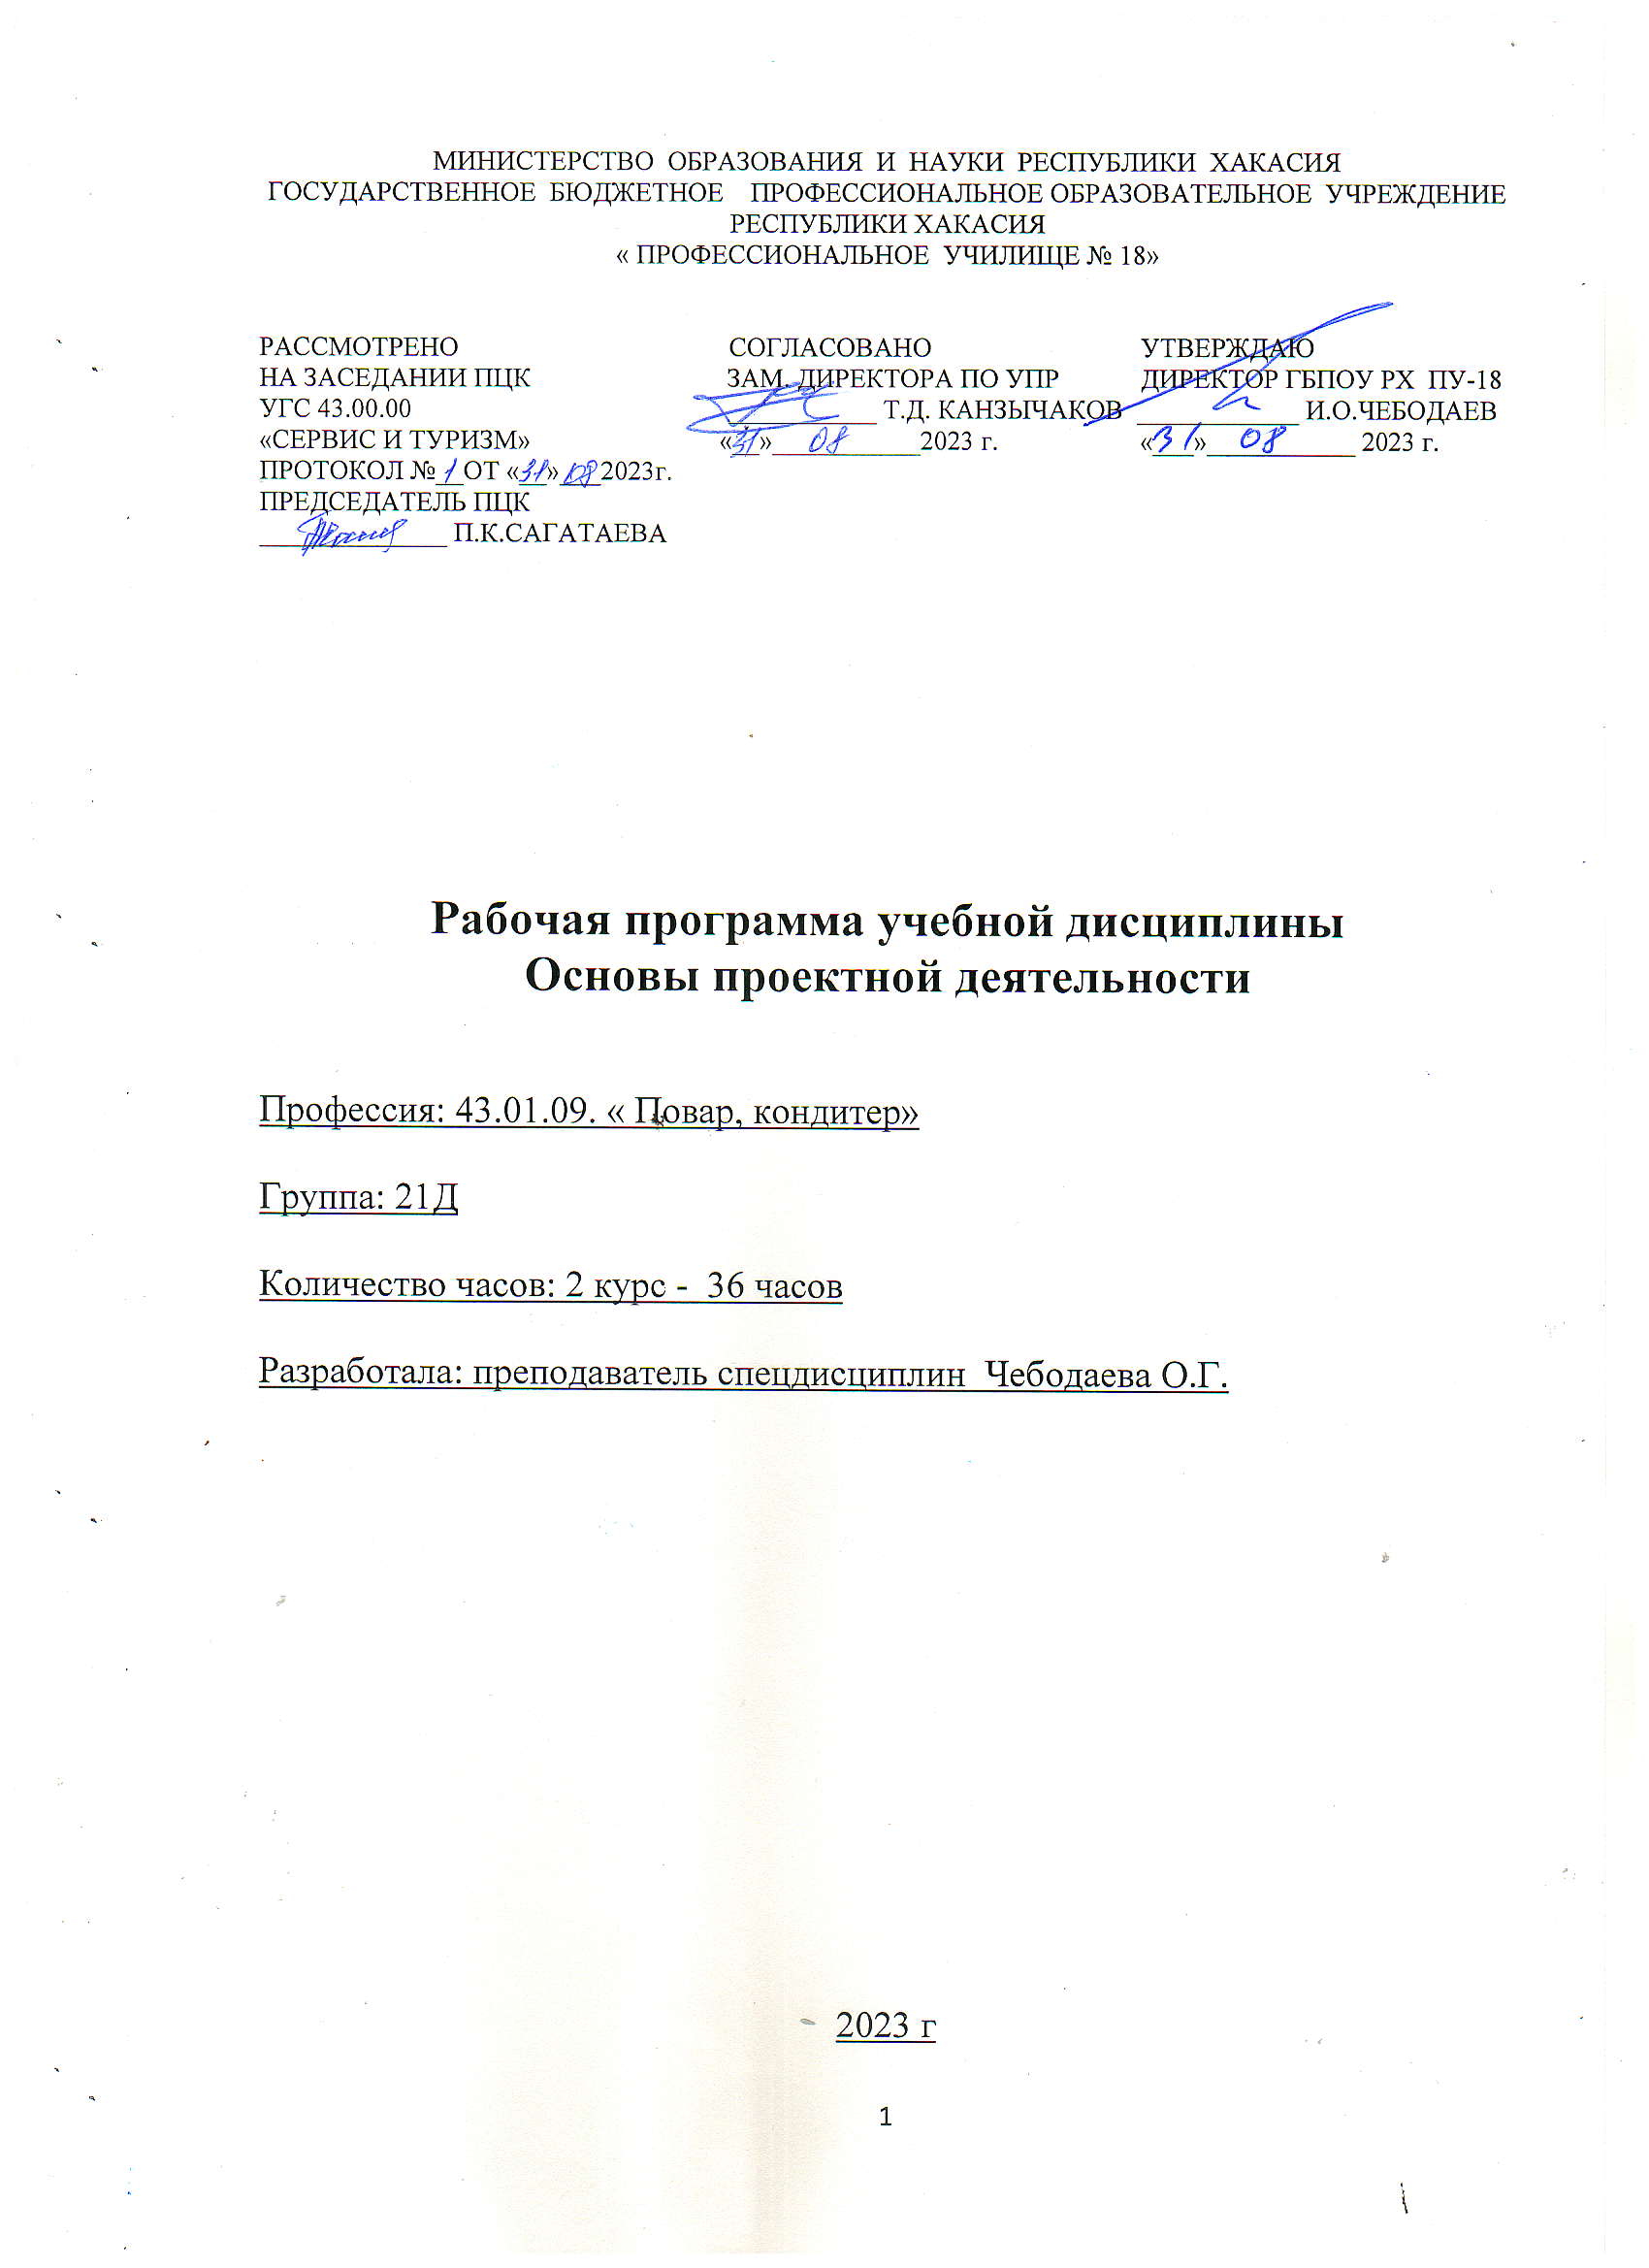 МИНИСТЕРСТВО ОБРАЗОВАНИЯ И НАУКИ РЕСПУБЛИКИ ХАКАСИЯ
ГОСУДАРСТВЕННОЕ БЮДЖЕТНОЕ ПРОФЕССИОНАЛЬНОЕ ОБРАЗОВАТЕЛЬНОЕ УЧРЕЖДЕНИЕ
РЕСПУБЛИКИ ХАКАСИЯ
« ПРОФЕССИОНАЛЬНОЕ УЧИЛИЩЕ № 18»
РАССМОТРЕНО
НА ЗАСЕДАНИИ ПЦК
УГС 43.00.00
«СЕРВИС И ТУРИЗМ»
ПРОТОКОЛ № 1 ОТ «31» 08 2023г.
ПРЕДСЕДАТЕЛЬ ПЦК
П.К.САГАТАЕВА
СОГЛАСОВАНО
ЗАМ. ДИРЕКТОРА ПО УПР
Т.Д. КАНЗЫЧАКОВ
«31» 08 2023 г.
УТВЕРЖДАЮ
ДИРЕКТОР ГБПОУ РХ ПУ-18
И.О.ЧЕБОДАЕВ
«31» 08 2023 г.
Рабочая программа учебной дисциплины
Основы проектной деятельности
Профессия: 43.01.09. « Повар, кондитер»
Группа: 21Д
Количество часов: 2 курс - 36 часов
Разработала: преподаватель спецдисциплин Чебодаева О.Г.
2023 г
1